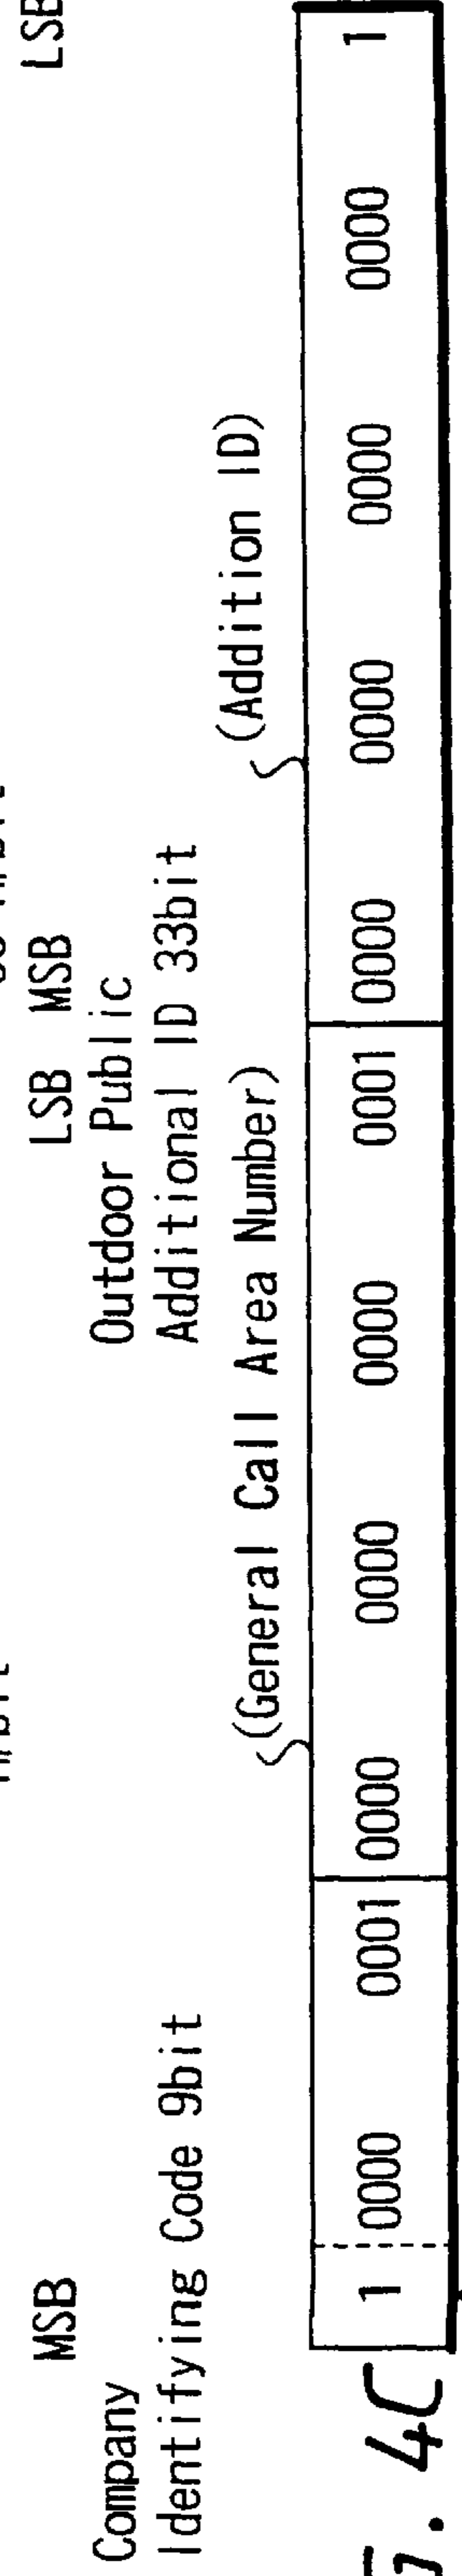 MSB LSB MSB LSB
Company
Identifying Code 9bit
Outdoor Public
Additional ID 33bit
(General Call Area Number) (Addition ID)
1 0000 0001 0000 0000 0000 0001 0000 0000 0000 0000 1
4C